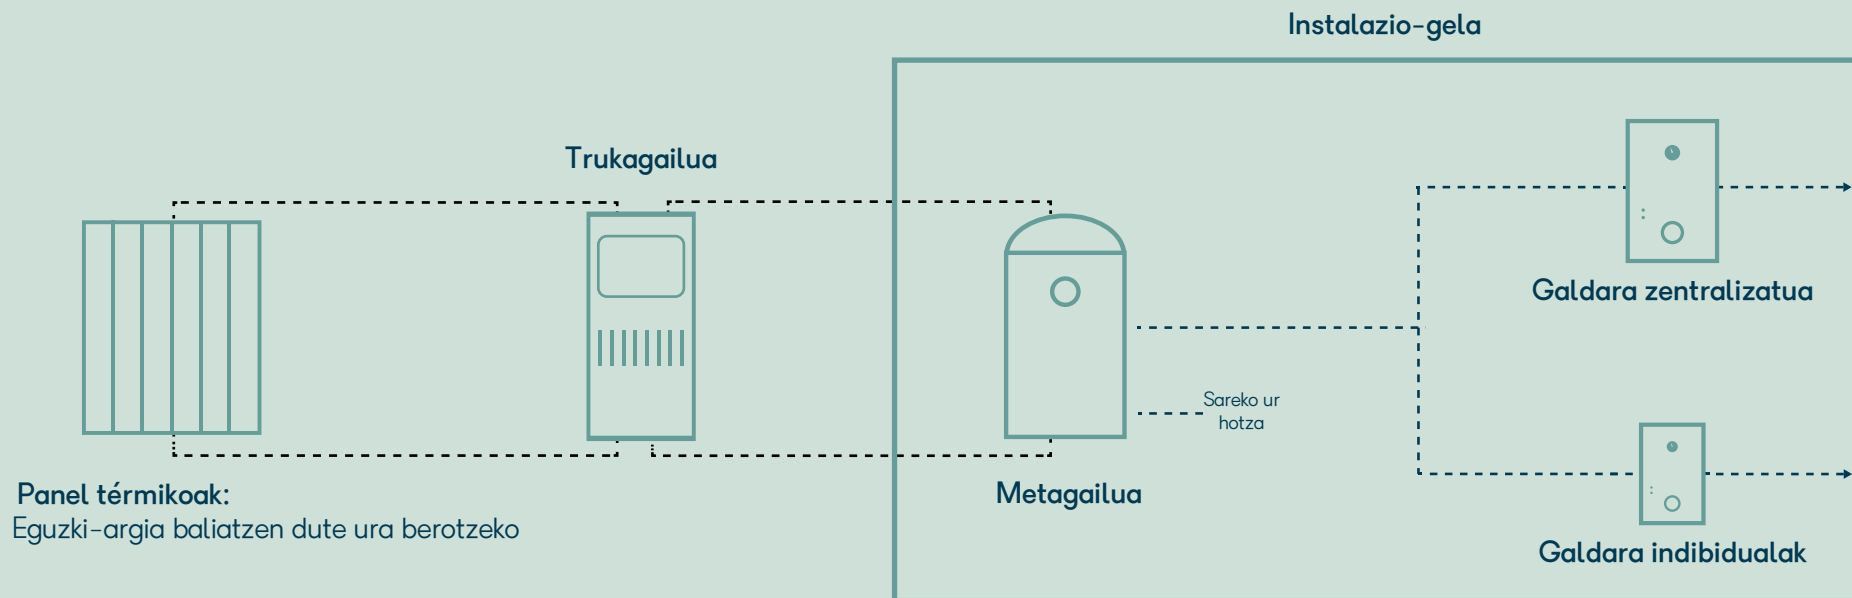 Instalazio-gela
Trukagailua
Galdara zentralizatua
Sareko ur
hotza
Panel térmikoak:
Metagailua
Eguzki-argia baliatzen dute ura berotzeko
Galdara indibidualak